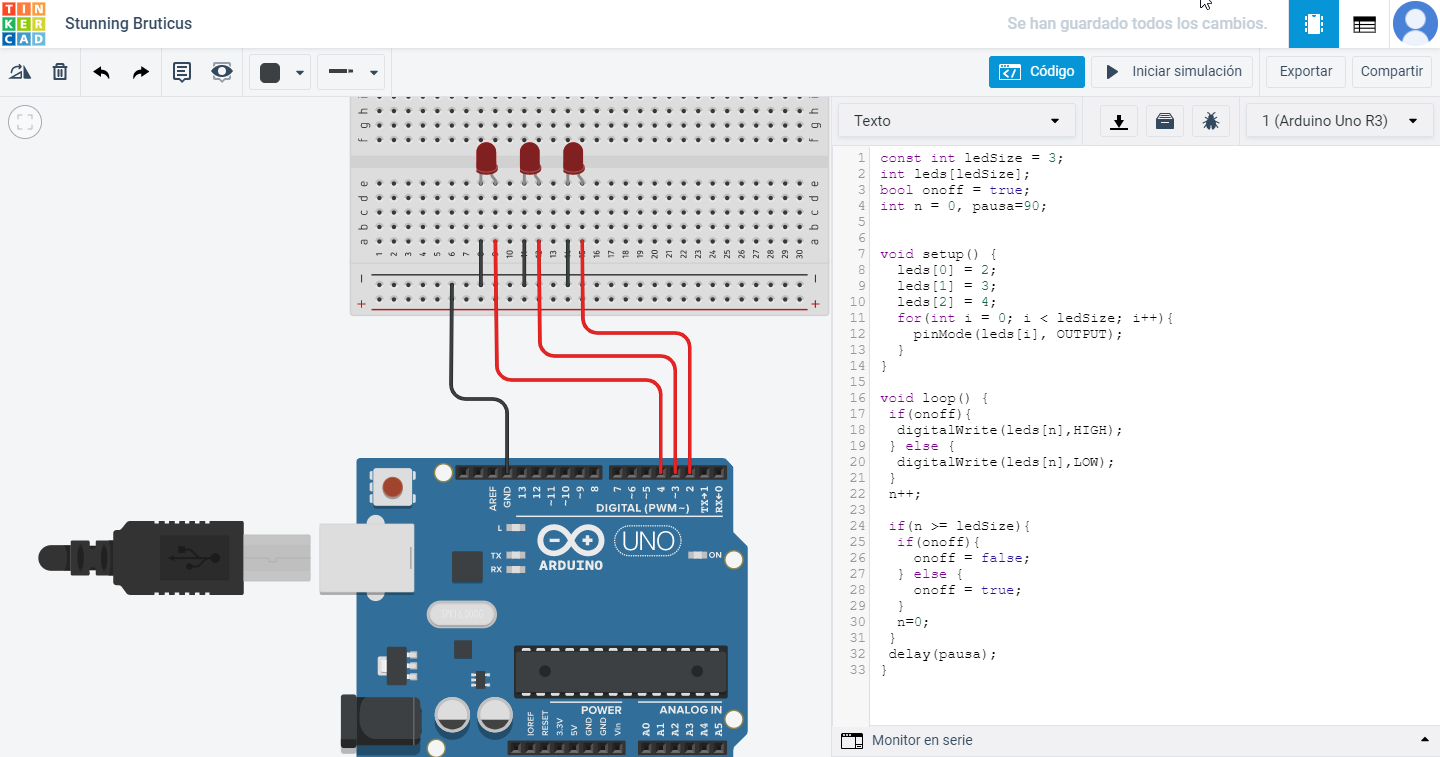 TIN
KER
CAD
Stunning Bruticus
Se han guardado todos los cambios.
Código
Iniciar simulación
Exportar
Compartir
Texto
1 (Arduino Uno R3)
h h
g g
f f
e e
d d
c c
b b
a a
1 2 3 4 5 6 7 8 9 10 11 12 13 14 15 16 17 18 19 20 21 22 23 24 25 26 27 28 29 30
− −
+ +
AREF
GND
13
12
~11
~10
~9
8
7
~6
~5
4
~3
2
TX→1
RX←0
DIGITAL (PWM~)
L
TX
RX
ARDUINO
UNO
ON
POWER
ANALOG IN
IOREF
RESET
3.3V
5V
GND
GND
Vin
A0
A1
A2
A3
A4
A5
1 const int ledSize = 3;
2 int leds[ledSize];
3 bool onoff = true;
4 int n = 0, pausa=90;
5
6
7 void setup() {
8   leds[0] = 2;
9   leds[1] = 3;
10   leds[2] = 4;
11   for(int i = 0; i < ledSize; i++){
12     pinMode(leds[i], OUTPUT);
13   }
14 }
15
16 void loop() {
17  if(onoff){
18   digitalWrite(leds[n],HIGH);
19  } else {
20   digitalWrite(leds[n],LOW);
21  }
22  n++;
23
24  if(n >= ledSize){
25   if(onoff){
26     onoff = false;
27   } else {
28     onoff = true;
29   }
30   n=0;
31  }
32  delay(pausa);
33 }
Monitor en serie